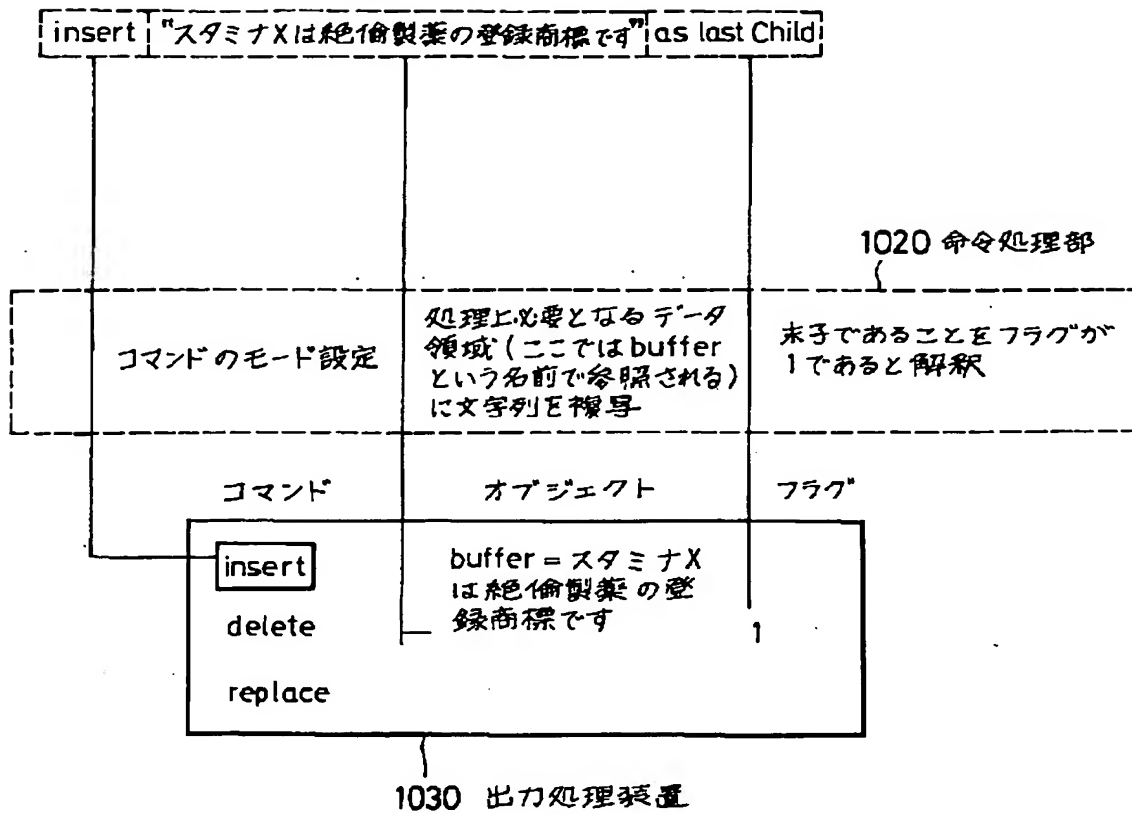 insert "スタミナXは絶倫製薬の登録商標です" as last Child
1020 命令処理部
コマンドのモード設定
処理上必要となるデータ
領域(ここではbuffer
という名前で参照される)
に文字列を複写
末子であることをフラグが
1であると解釈
コマンド オブジェクト フラグ
insert
delete
replace
buffer = スタミナX
は絶倫製薬の登
録商標です
1
1030 出力処理装置